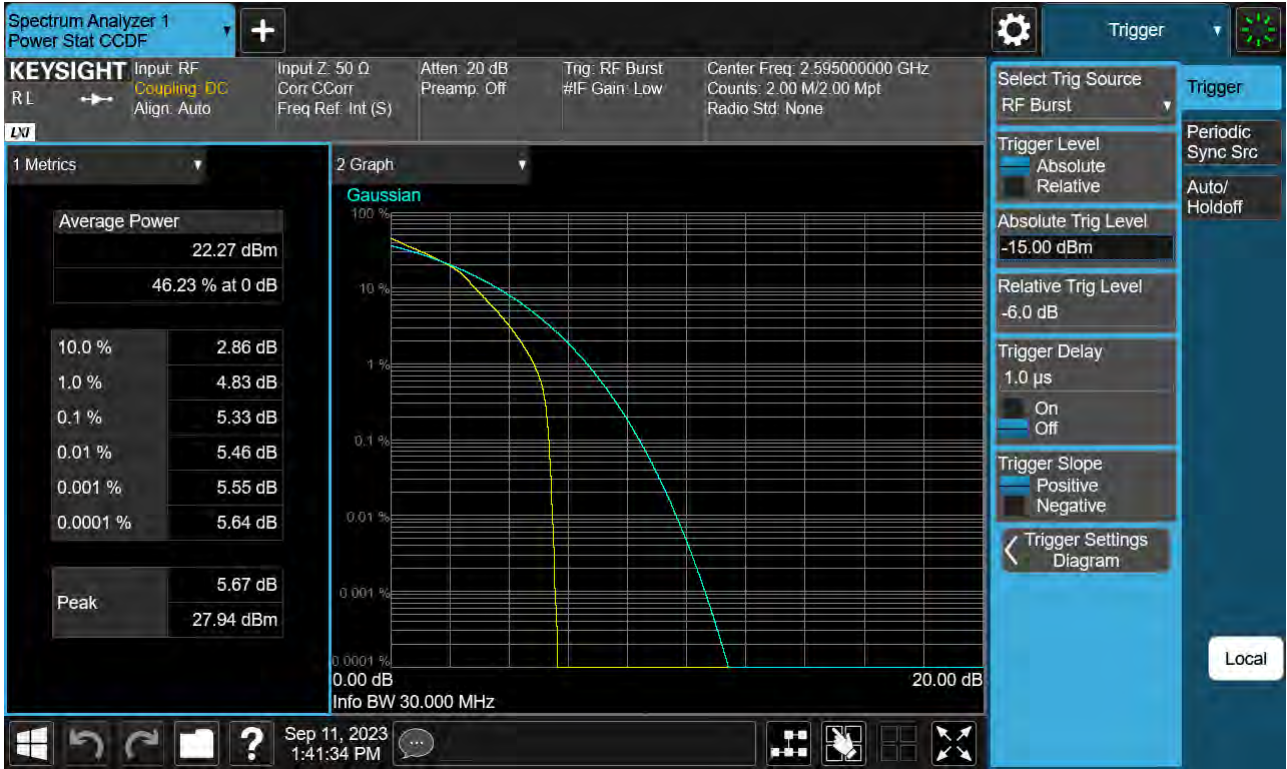 Spectrum Analyzer 1
Power Stat CCDF
+
Trigger
KEYSIGHT
R L
LXI
Input: RF
Coupling: DC
Align: Auto
Input Z: 50 Ω
Corr CCorr
Freq Ref: Int (S)
Atten: 20 dB
Preamp: Off
Trig: RF Burst
#IF Gain: Low
Center Freq: 2.595000000 GHz
Counts: 2.00 M/2.00 Mpt
Radio Std: None
1 Metrics
Average Power
22.27 dBm
46.23 % at 0 dB
10.0 % 2.86 dB
1.0 % 4.83 dB
0.1 % 5.33 dB
0.01 % 5.46 dB
0.001 % 5.55 dB
0.0001 % 5.64 dB
Peak
5.67 dB
27.94 dBm
2 Graph
Gaussian
100 %
10 %
1 %
0.1 %
0.01 %
0.001 %
0.0001 %
0.00 dB 20.00 dB
Info BW 30.000 MHz
Select Trig Source
RF Burst
Trigger Level
Absolute
Relative
Absolute Trig Level
-15.00 dBm
Relative Trig Level
-6.0 dB
Trigger Delay
1.0 µs
On
Off
Trigger Slope
Positive
Negative
Trigger Settings
Diagram
Trigger
Periodic
Sync Src
Auto/
Holdoff
Local
?
Sep 11, 2023
1:41:34 PM